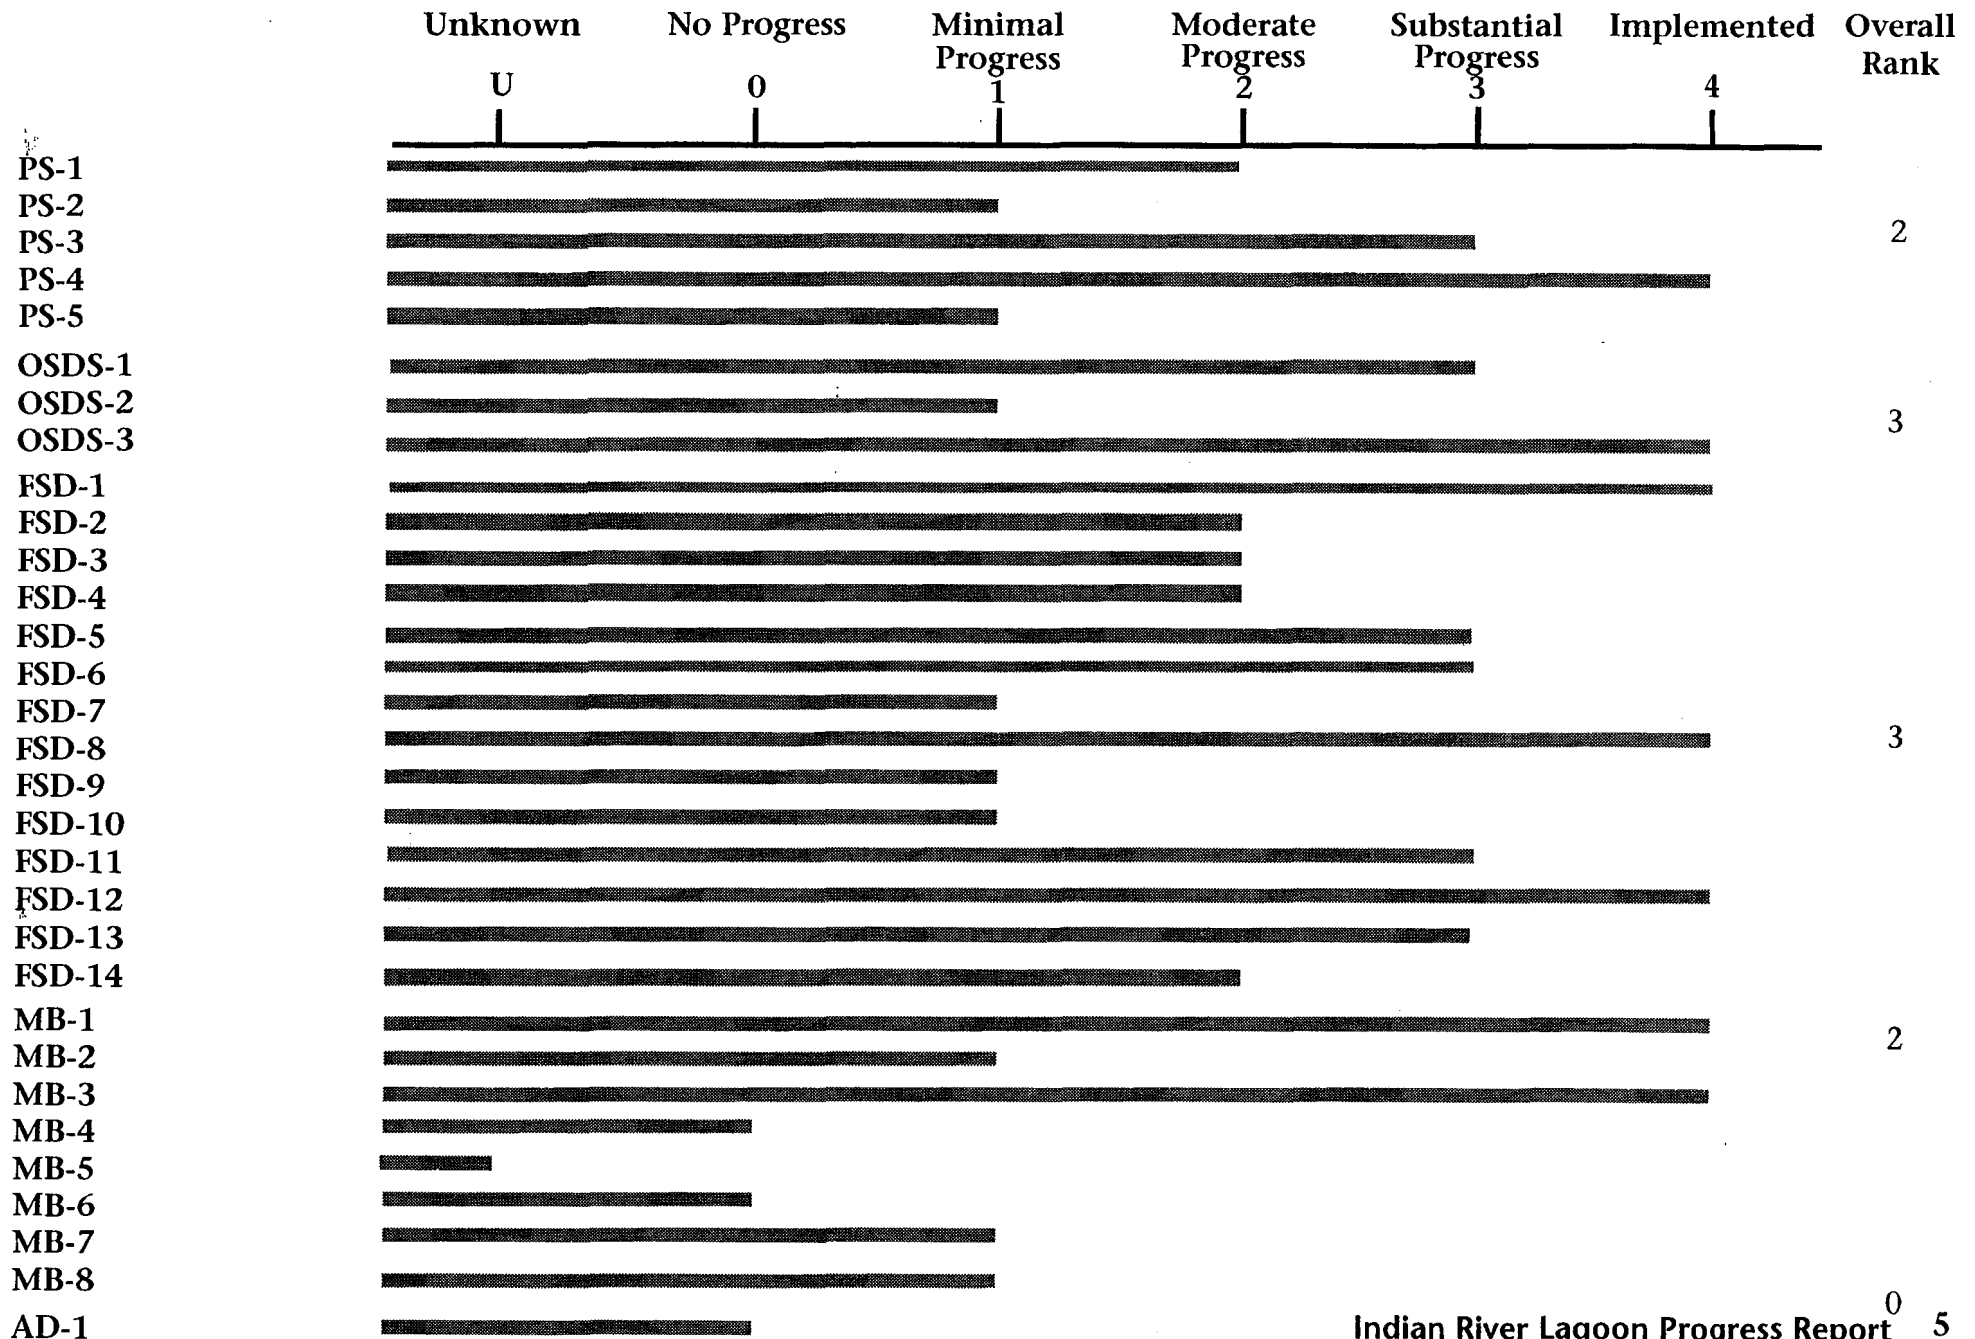 Unknown No Progress Minimal Progress Moderate Progress Substantial Progress Implemented Overall Rank
U 0 1 2 3 4
PS-1
PS-2
PS-3 2
PS-4
PS-5
OSDS-1
OSDS-2
3
OSDS-3
FSD-1
FSD-2
FSD-3
FSD-4
FSD-5
FSD-6
FSD-7
FSD-8 3
FSD-9
FSD-10
FSD-11
FSD-12
FSD-13
FSD-14
MB-1
2
MB-2
MB-3
MB-4
MB-5
MB-6
MB-7
MB-8
0
AD-1
Indian River Lagoon Progress Report 5